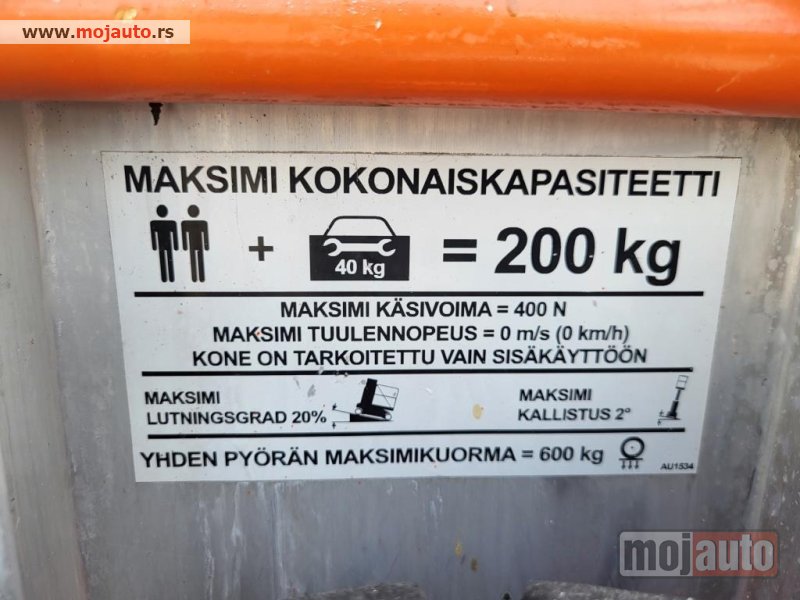 www.mojauto.rs
MAKSIMI KOKONAISKAPASITEETTI
+ 40 kg = 200 kg
MAKSIMI KÄSIVOIMA = 400 N
MAKSIMI TUULENNOPEUS = 0 m/s (0 km/h)
KONE ON TARKOITETTU VAIN SISÄKÄYTTÖÖN
MAKSIMI
LUTNINGSGRAD 20%
MAKSIMI
KALLISTUS 2°
YHDEN PYÖRÄN MAKSIMIKUORMA = 600 kg
AU1534
mojauto